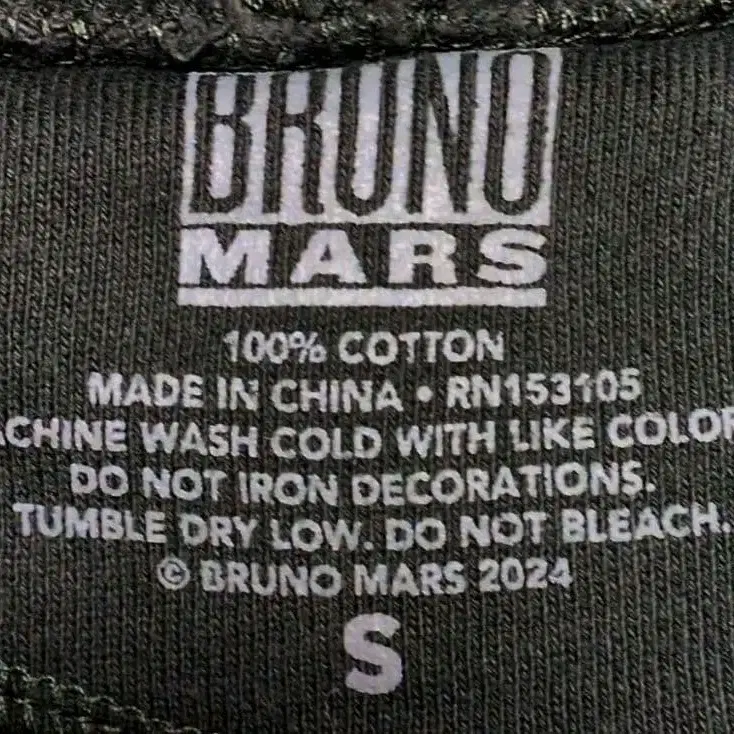 BRUNO
MARS
100% COTTON
MADE IN CHINA • RN153105
ACHINE WASH COLD WITH LIKE COLOR
DO NOT IRON DECORATIONS.
TUMBLE DRY LOW. DO NOT BLEACH.
© BRUNO MARS 2024
S